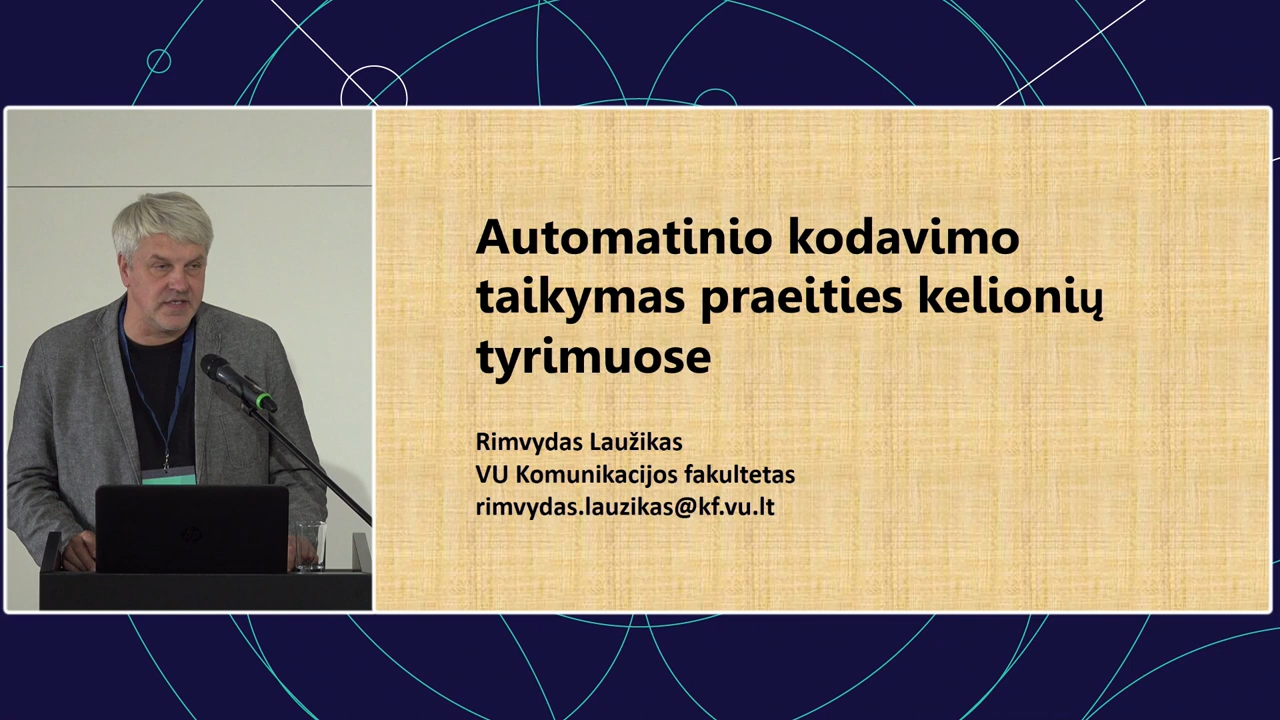 Automatinio kodavimo
taikymas praeities kelionių
tyrimuose
Rimvydas Laužikas
VU Komunikacijos fakultetas
rimvydas.lauzikas@kf.vu.lt